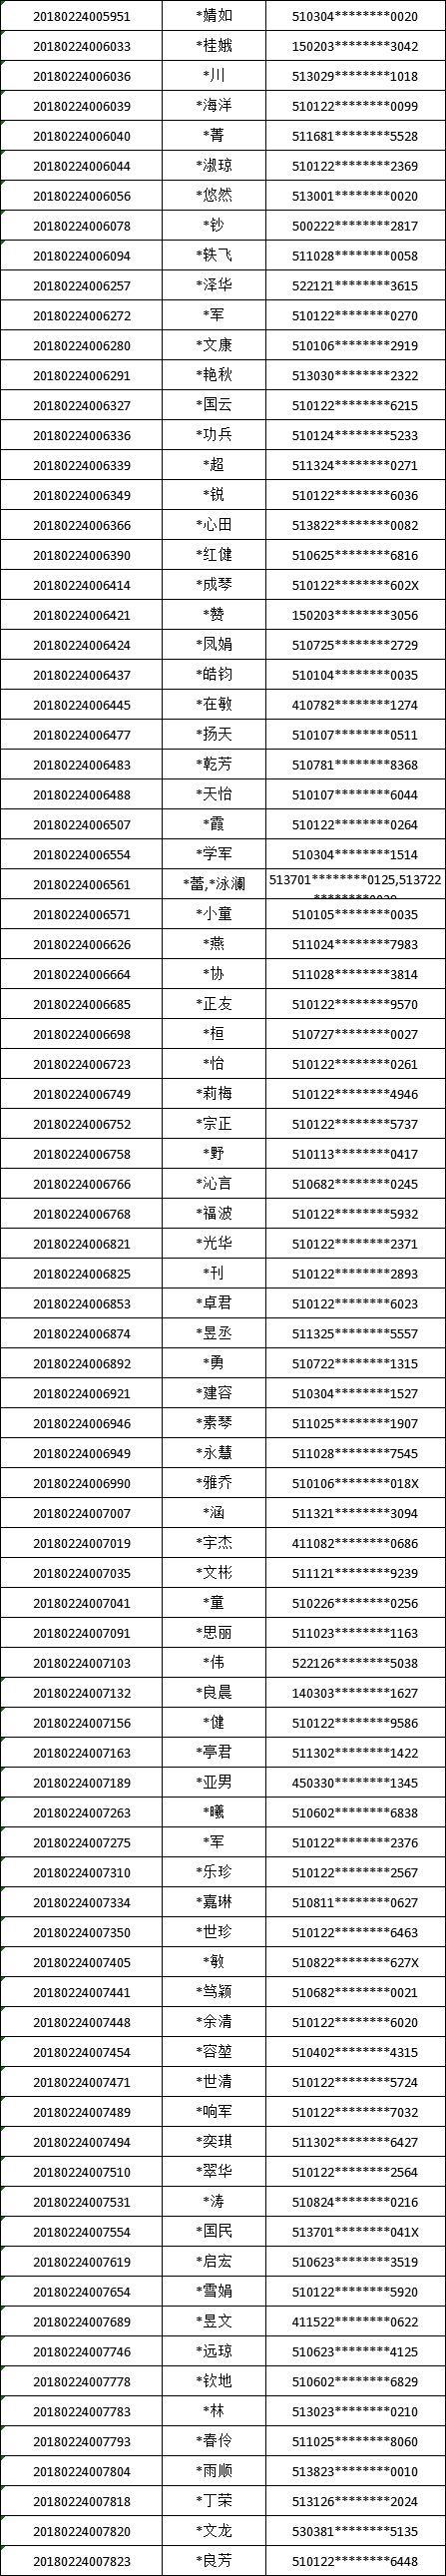 20180224005951 *婧如 510304********0020
20180224006033 *桂娥 150203********3042
20180224006036 *川 513029********1018
20180224006039 *海洋 510122********0099
20180224006040 *菁 511681********5528
20180224006044 *淑琼 510122********2369
20180224006056 *悠然 513001********0020
20180224006078 *钞 500222********2817
20180224006094 *轶飞 511028********0058
20180224006257 *泽华 522121********3615
20180224006272 *军 510122********0270
20180224006280 *文康 510106********2919
20180224006291 *艳秋 513030********2322
20180224006327 *国云 510122********6215
20180224006336 *功兵 510124********5233
20180224006339 *超 511324********0271
20180224006349 *锐 510122********6036
20180224006366 *心田 513822********0082
20180224006390 *红健 510625********6816
20180224006414 *成琴 510122********602X
20180224006421 *赞 150203********3056
20180224006424 *凤娟 510725********2729
20180224006437 *皓钧 510104********0035
20180224006445 *在敏 410782********1274
20180224006477 *扬天 510107********0511
20180224006483 *乾芳 510781********8368
20180224006488 *天怡 510107********6044
20180224006507 *霞 510122********0264
20180224006554 *学军 510304********1514
20180224006561 *蕾,*泳澜 513701********0125,513722
20180224006571 *小童 510105********0035
20180224006626 *燕 511024********7983
20180224006664 *协 511028********3814
20180224006685 *正友 510122********9570
20180224006698 *桓 510727********0027
20180224006723 *怡 510122********0261
20180224006749 *莉梅 510122********4946
20180224006752 *宗正 510122********5737
20180224006758 *野 510113********0417
20180224006766 *沁言 510682********0245
20180224006768 *福波 510122********5932
20180224006821 *光华 510122********2371
20180224006825 *刊 510122********2893
20180224006853 *卓君 510122********6023
20180224006874 *昱丞 511325********5557
20180224006892 *勇 510722********1315
20180224006921 *建容 510304********1527
20180224006946 *素琴 511025********1907
20180224006949 *永慧 511028********7545
20180224006990 *雅乔 510106********018X
20180224007007 *涵 511321********3094
20180224007019 *宇杰 411082********0686
20180224007035 *文彬 511121********9239
20180224007041 *童 510226********0256
20180224007091 *思丽 511023********1163
20180224007103 *伟 522126********5038
20180224007132 *良晨 140303********1627
20180224007156 *健 510122********9586
20180224007163 *亭君 511302********1422
20180224007189 *亚男 450330********1345
20180224007263 *曦 510602********6838
20180224007275 *军 510122********2376
20180224007310 *乐珍 510122********2567
20180224007334 *嘉琳 510811********0627
20180224007350 *世珍 510122********6463
20180224007405 *敏 510822********627X
20180224007441 *笃颖 510682********0021
20180224007448 *余清 510122********6020
20180224007454 *容堃 510402********4315
20180224007471 *世清 510122********5724
20180224007489 *响军 510122********7032
20180224007494 *奕琪 511302********6427
20180224007510 *翠华 510122********2564
20180224007531 *涛 510824********0216
20180224007554 *国民 513701********041X
20180224007619 *启宏 510623********3519
20180224007654 *雪娟 510122********5920
20180224007689 *昱文 411522********0622
20180224007746 *远琼 510623********4125
20180224007778 *钦地 510602********6829
20180224007783 *林 513023********0210
20180224007793 *春伶 511025********8060
20180224007804 *雨顺 513823********0010
20180224007818 *丁荣 513126********2024
20180224007820 *文龙 530381********5135
20180224007823 *良芳 510122********6448